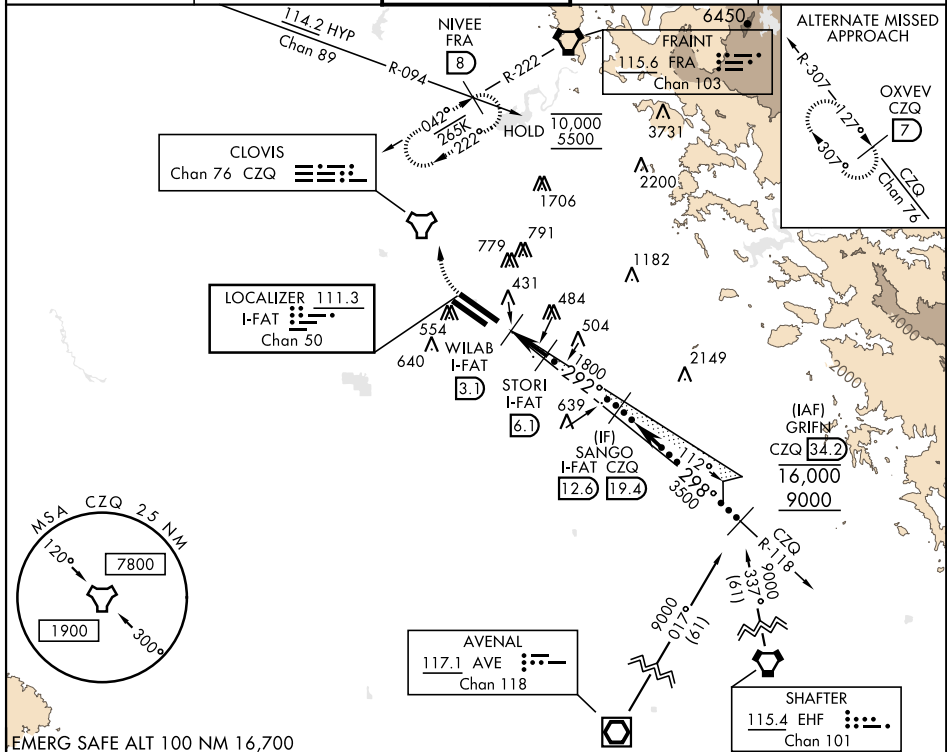 114.2 HYP
Chan 89
R-094
NIVEE
FRA
8
R-222
042°
265K
222°
HOLD
10,000
5500
6450
FRAINT
115.6 FRA
Chan 103
3731
2200
ALTERNATE MISSED
APPROACH
R-307
127°
307°
OXVEV
CZQ
7
CZQ
Chan 76
CLOVIS
Chan 76 CZQ
1706
779
791
1182
LOCALIZER 111.3
I-FAT
Chan 50
431
484
554
504
640
WILAB
I-FAT
3.1
1800
292°
2149
STORI
I-FAT
6.1
639
4000
2000
(IF)
SANGO
I-FAT CZQ
12.6 19.4
112°
298°
3500
(IAF)
GRIFN
CZQ 34.2
16,000
9000
CZQ
R-118
MSA CZQ 25 NM
120°
7800
1900
300°
9000
017°
(61)
9000
337°
(61)
AVENAL
117.1 AVE
Chan 118
SHAFTER
115.4 EHF
Chan 101
EMERG SAFE ALT 100 NM 16,700